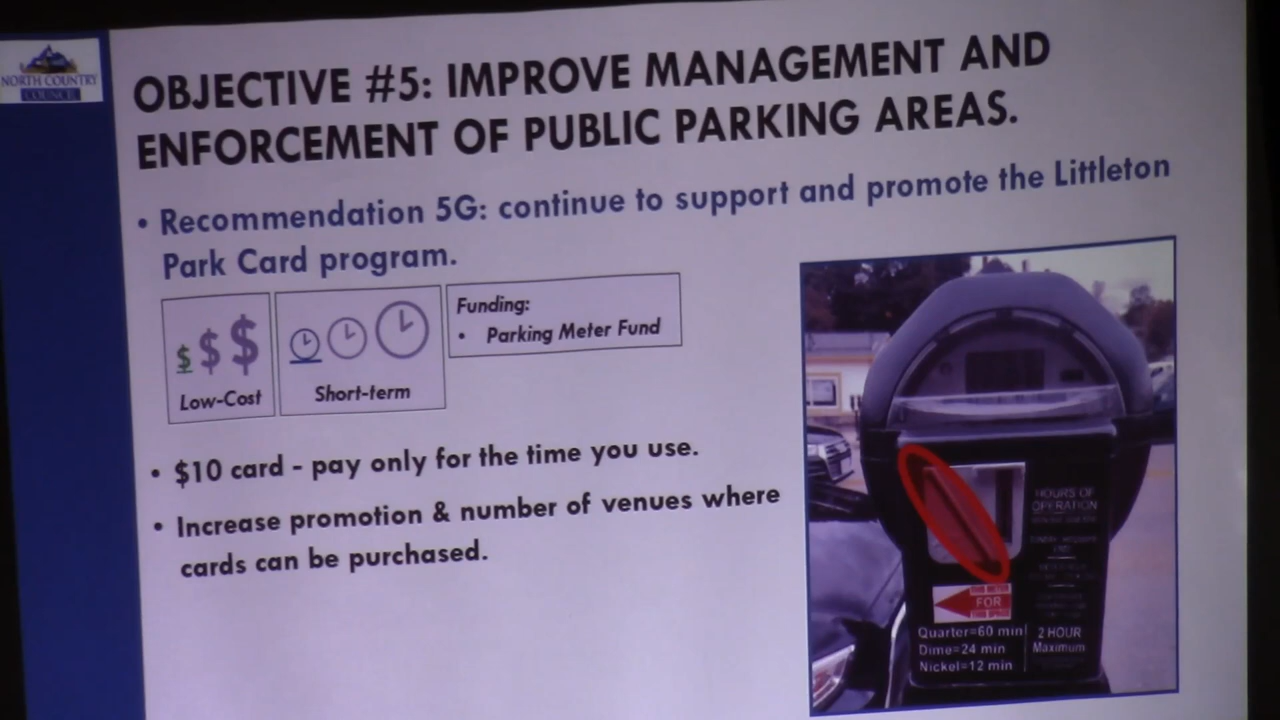 NORTH COUNTRY
COUNCIL
OBJECTIVE #5: IMPROVE MANAGEMENT AND
ENFORCEMENT OF PUBLIC PARKING AREAS.
• Recommendation 5G: continue to support and promote the Littleton
Park Card program.
$ $ $
Low-Cost
Short-term
Funding:
• Parking Meter Fund
• $10 card - pay only for the time you use.
• Increase promotion & number of venues where
cards can be purchased.
HOURS OF
OPERATION
FOR
Quarter=60 min
Dime=24 min
Nickel=12 min
2 HOUR
Maximum